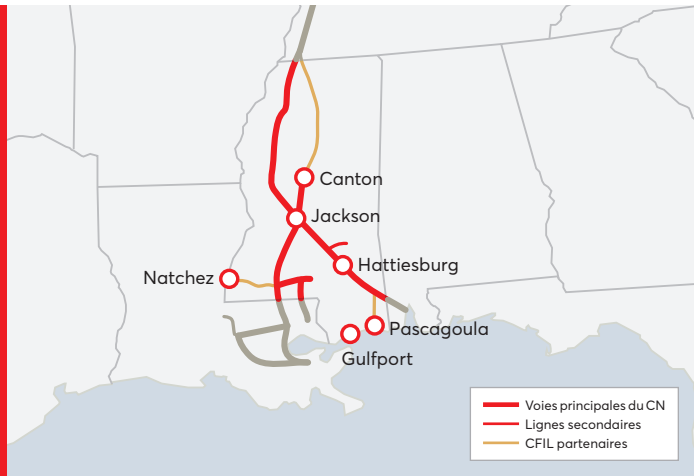 Canton
Jackson
Hattiesburg
Natchez
Pascagoula
Gulfport
Voies principales du CN
Lignes secondaires
CFIL partenaires